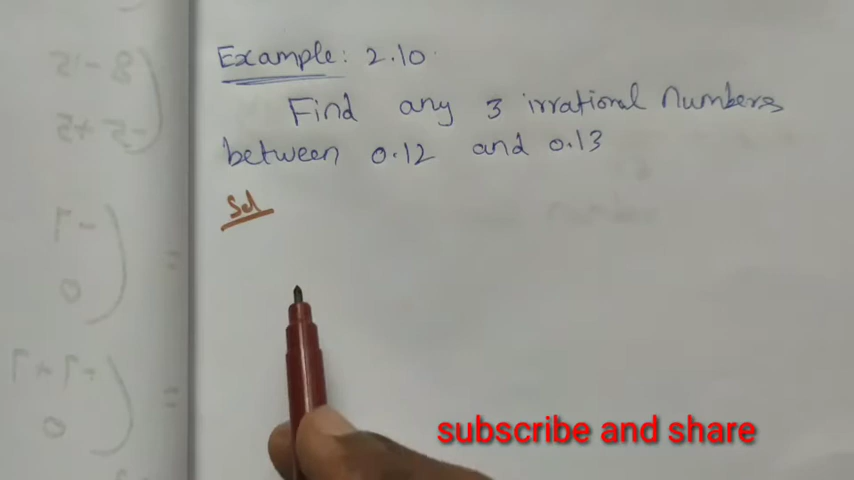 Example: 2.10
Find any 3 irrational numbers
between 0.12 and 0.13
Sol
subscribe and share